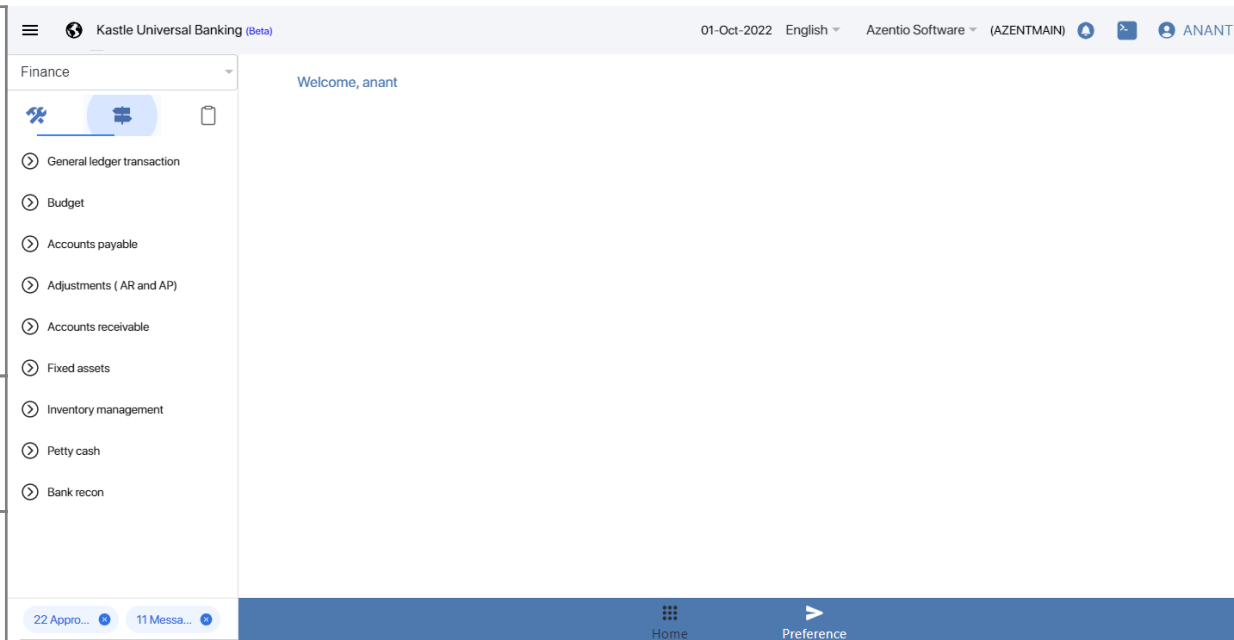 Kastle Universal Banking (Beta)
01-Oct-2022 English Azentio Software (AZENTMAIN) ANANT
Finance
Welcome, anant
General ledger transaction
Budget
Accounts payable
Adjustments ( AR and AP)
Accounts receivable
Fixed assets
Inventory management
Petty cash
Bank recon
22 Appro... 11 Messa...
Home Preference